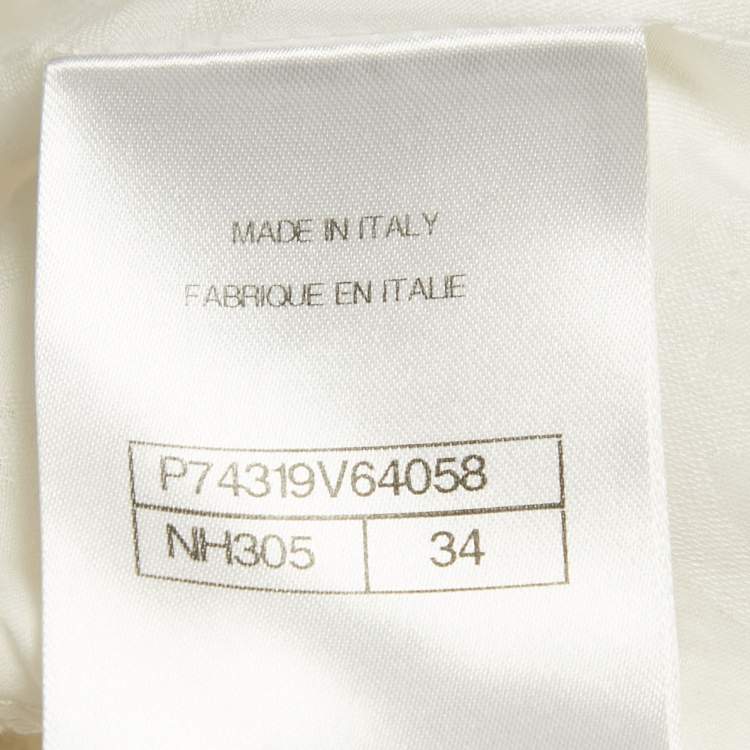 MADE IN ITALY
FABRIQUE EN ITALIE
P74319V64058
NH305 34